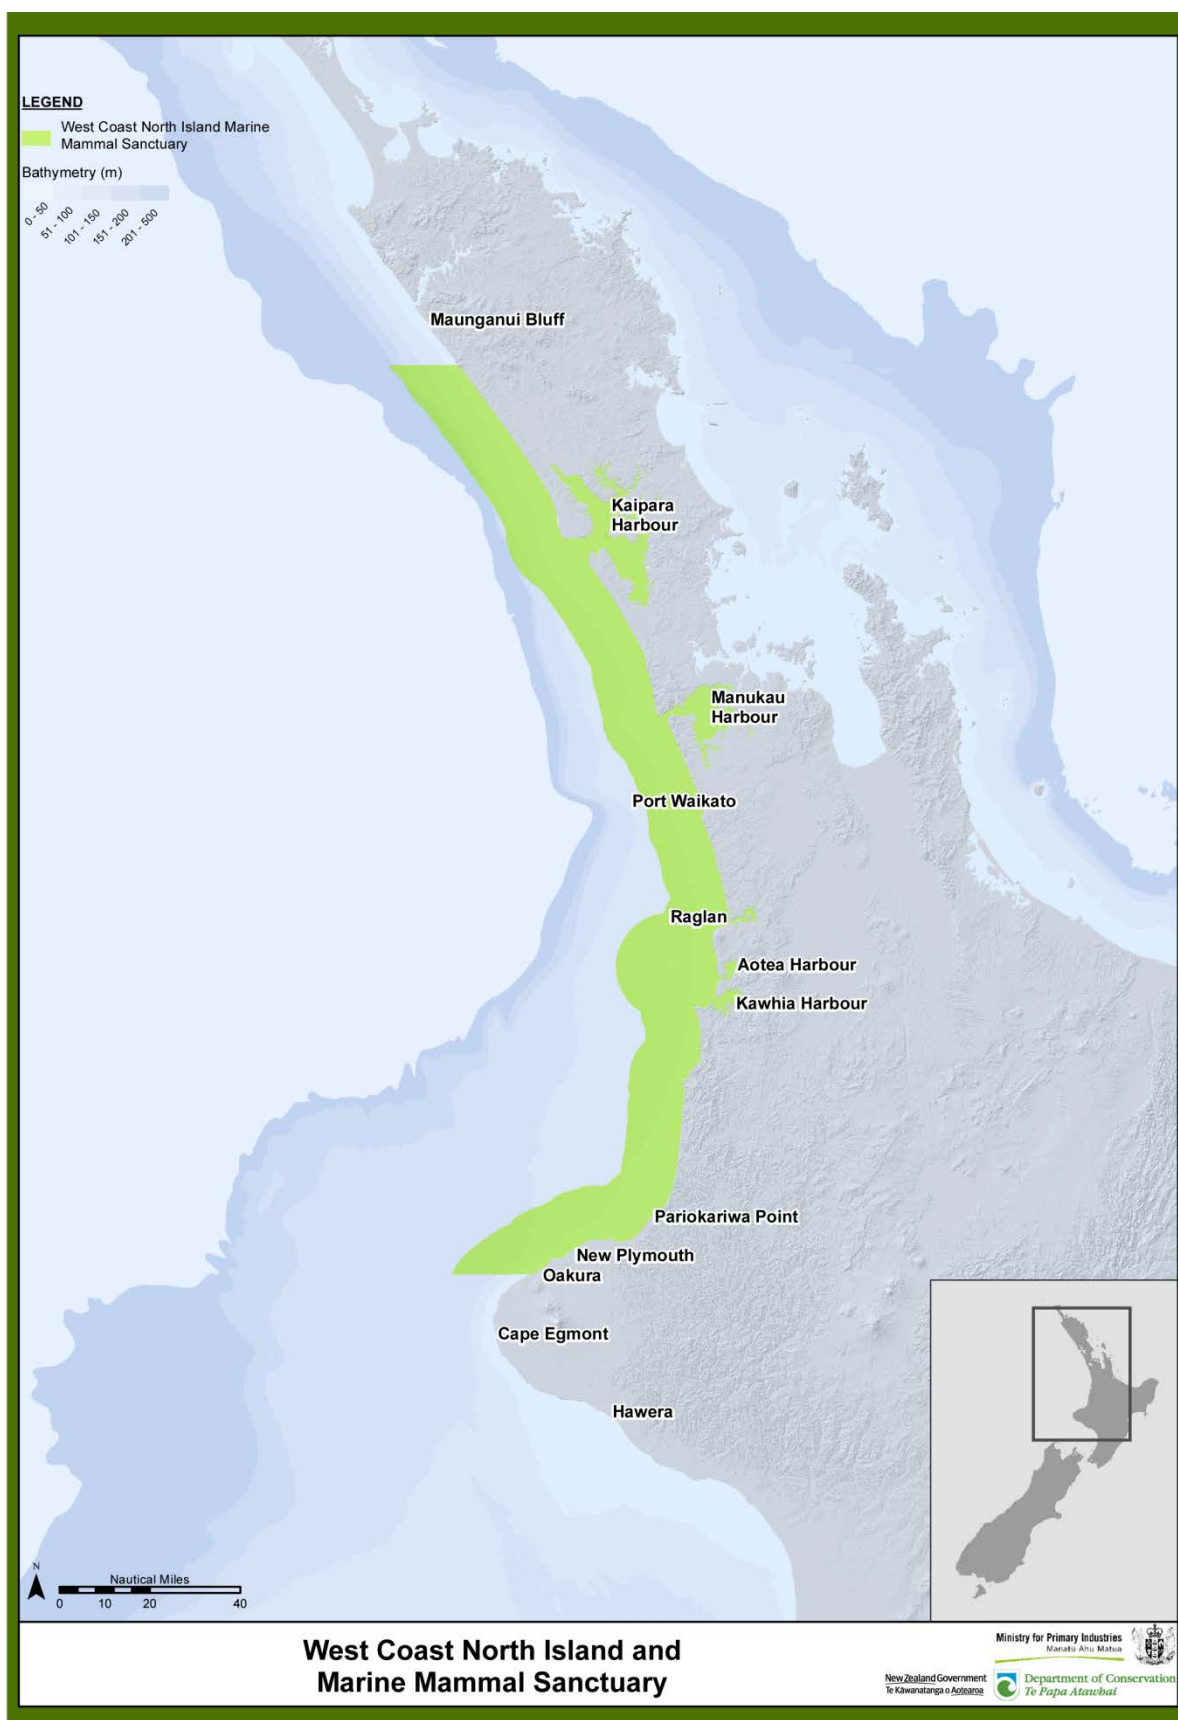 LEGEND
West Coast North Island Marine
Mammal Sanctuary
Bathymetry (m)
0 - 50
51 - 100
101 - 150
151 - 200
201 - 500
Maunganui Bluff
Kaipara
Harbour
Manukau
Harbour
Port Waikato
Raglan
Aotea Harbour
Kawhia Harbour
Pariokariwa Point
New Plymouth
Oakura
Cape Egmont
Hawera
N
Nautical Miles
0 10 20 40
West Coast North Island and
Marine Mammal Sanctuary
Ministry for Primary Industries
Manatū Ahu Matua
New Zealand Government
Te Kāwanatanga o Aotearoa
Department of Conservation
Te Papa Atawhai